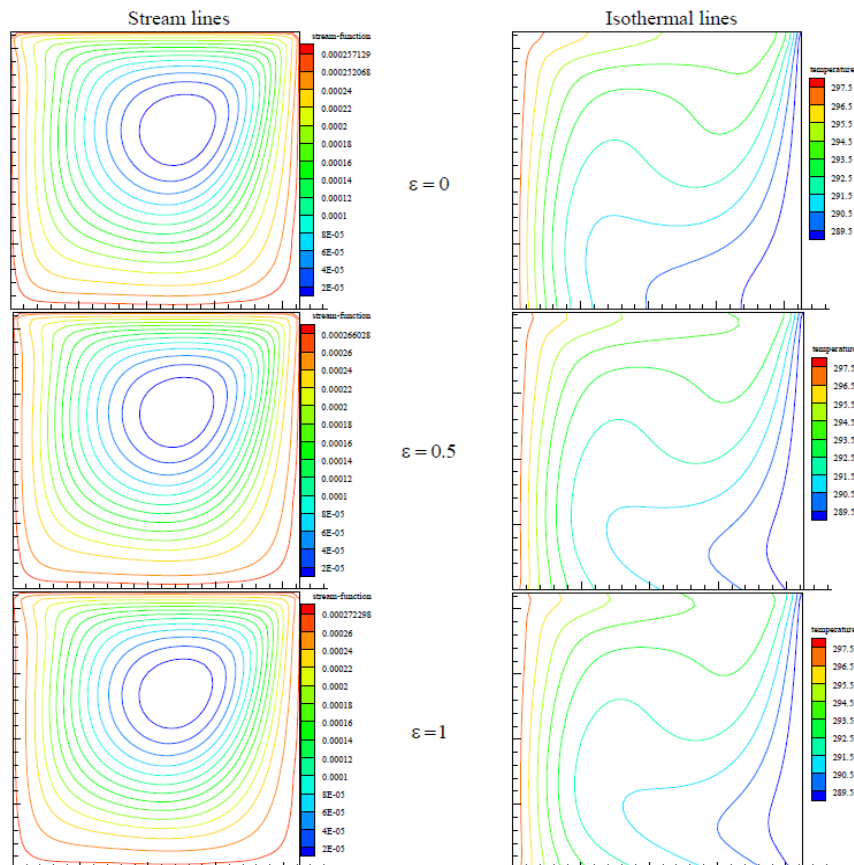 Stream lines
Isothermal lines
stream-function
0.000257129
0.000252068
0.00024
0.00022
0.0002
0.00018
0.00016
0.00014
0.00012
0.0001
8E-05
6E-05
4E-05
2E-05
ε = 0
temperature
297.5
296.5
295.5
294.5
293.5
292.5
291.5
290.5
289.5
stream-function
0.000266028
0.00026
0.00024
0.00022
0.0002
0.00018
0.00016
0.00014
0.00012
0.0001
8E-05
6E-05
4E-05
2E-05
ε = 0.5
temperature
297.5
296.5
295.5
294.5
293.5
292.5
291.5
290.5
289.5
stream-function
0.000272298
0.00026
0.00024
0.00022
0.0002
0.00018
0.00016
0.00014
0.00012
0.0001
8E-05
6E-05
4E-05
2E-05
ε = 1
temperature
297.5
296.5
295.5
294.5
293.5
292.5
291.5
290.5
289.5